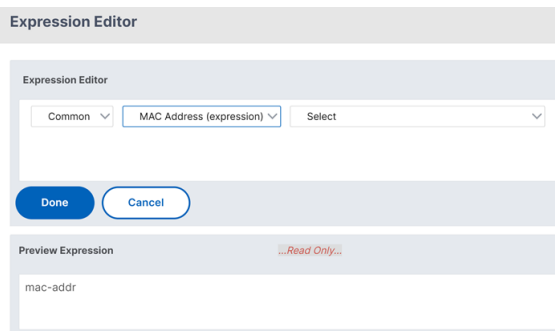 Expression Editor
Expression Editor
Common MAC Address (expression) Select
Done Cancel
Preview Expression ...Read Only...
mac-addr